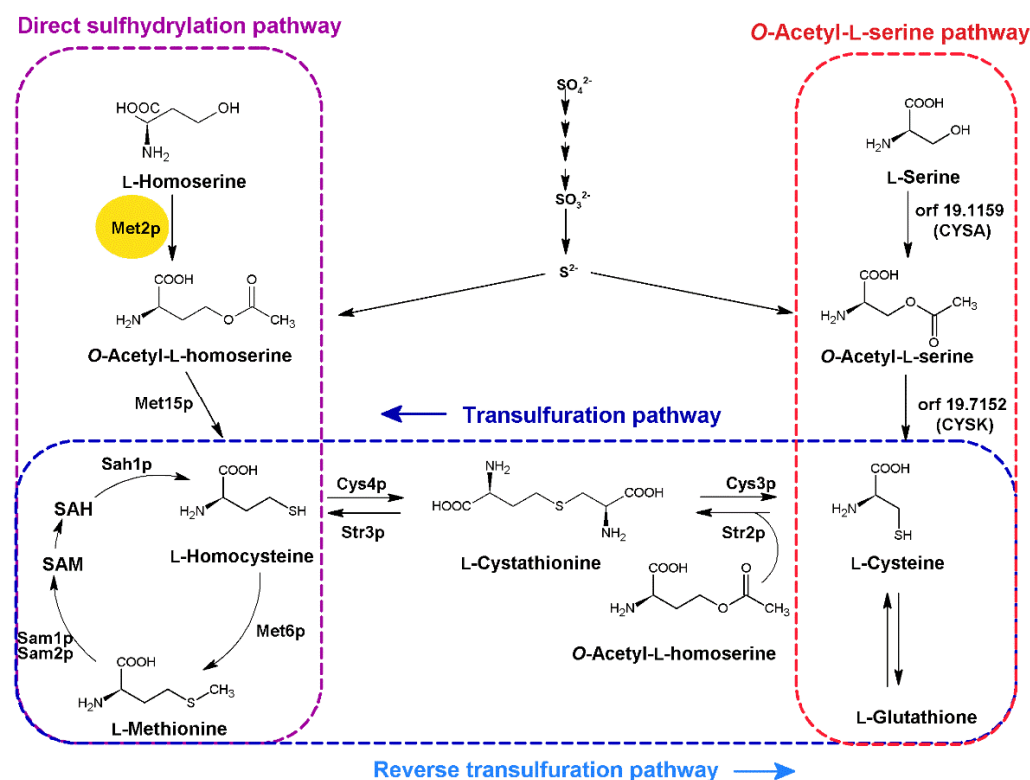 Direct sulfhydrylation pathway
O-Acetyl-L-serine pathway
HOOC
OH
NH2
L-Homoserine
Met2p
COOH
H2N
O
O
CH3
O-Acetyl-L-homoserine
Met15p
SO4 2-
SO3 2-
S2-
COOH
H2N
OH
L-Serine
orf 19.1159
(CYSA)
COOH
H2N
O
CH3
O
O-Acetyl-L-serine
orf 19.7152
(CYSK)
Transulfuration pathway
Sah1p
SAH
SAM
Sam1p
Sam2p
COOH
H2N
SH
L-Homocysteine
Met6p
COOH
H2N
S
CH3
L-Methionine
Cys4p
Str3p
NH2
HOOC
S
COOH
NH2
L-Cystathionine
Cys3p
Str2p
COOH
O
H2N
O
CH3
O-Acetyl-L-homoserine
COOH
H2N
SH
L-Cysteine
L-Glutathione
Reverse transulfuration pathway